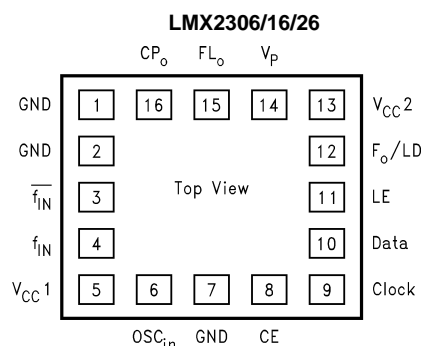 LMX2306/16/26
CPo FLo VP
GND 1 16 15 14 13 VCC2
GND 2 12 Fo/LD
fIN 3 Top View 11 LE
fIN 4 10 Data
VCC1 5 6 7 8 9 Clock
OSCin GND CE